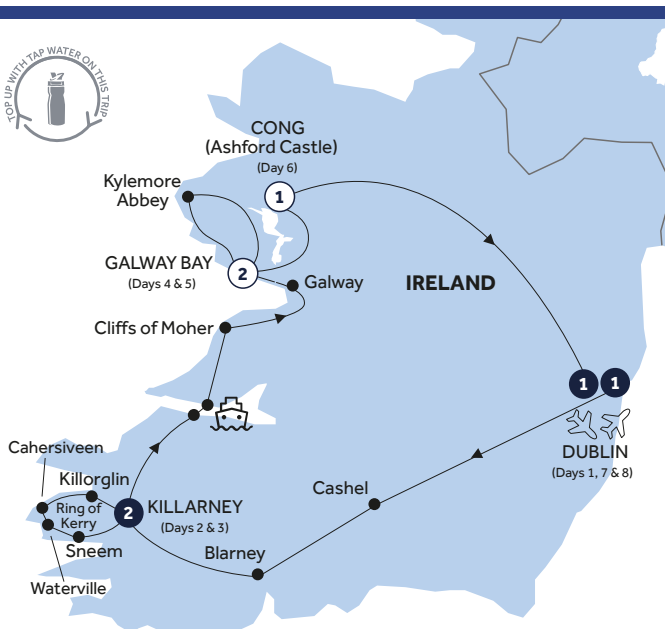 TOP UP WITH TAP WATER ON THIS TRIP
CONG
(Ashford Castle)
(Day 6)
1
Kylemore
Abbey
GALWAY BAY
(Days 4 & 5)
2
Galway
IRELAND
Cliffs of Moher
1
1
DUBLIN
(Days 1, 7 & 8)
Cahersiveen
Killorglin
Ring of
Kerry
2
KILLARNEY
(Days 2 & 3)
Cashel
Sneem
Blarney
Waterville